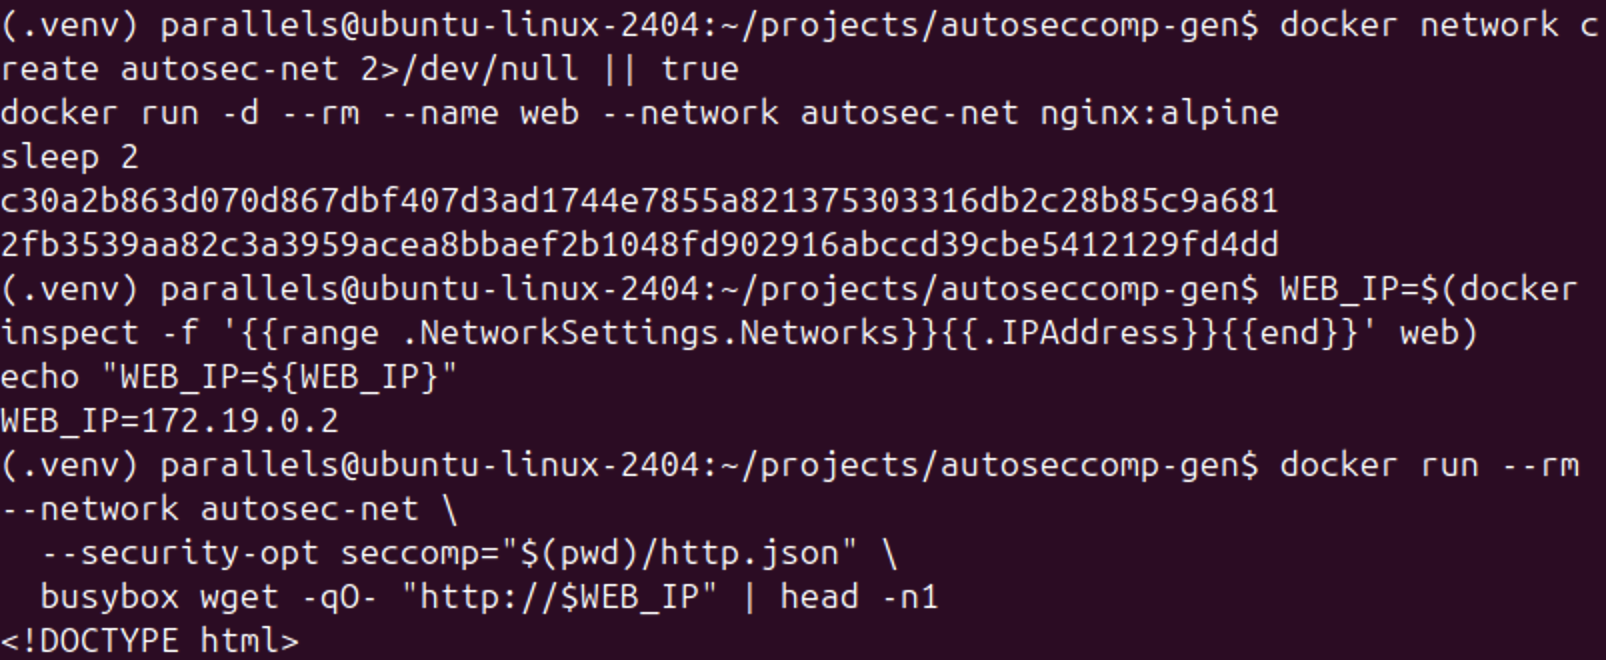 (.venv) parallels@ubuntu-linux-2404:~/projects/autoseccomp-gen$ docker network c
reate autosec-net 2>/dev/null || true
docker run -d --rm --name web --network autosec-net nginx:alpine
sleep 2
c30a2b863d070d867dbf407d3ad1744e7855a821375303316db2c28b85c9a681
2fb3539aa82c3a3959acea8bbaef2b1048fd902916abccd39cbe5412129fd4dd
(.venv) parallels@ubuntu-linux-2404:~/projects/autoseccomp-gen$ WEB_IP=$(docker
inspect -f '{{range .NetworkSettings.Networks}}{{.IPAddress}}{{end}}' web)
echo "WEB_IP=${WEB_IP}"
WEB_IP=172.19.0.2
(.venv) parallels@ubuntu-linux-2404:~/projects/autoseccomp-gen$ docker run --rm
--network autosec-net \
  --security-opt seccomp="$(pwd)/http.json" \
  busybox wget -qO- "http://$WEB_IP" | head -n1
<!DOCTYPE html>